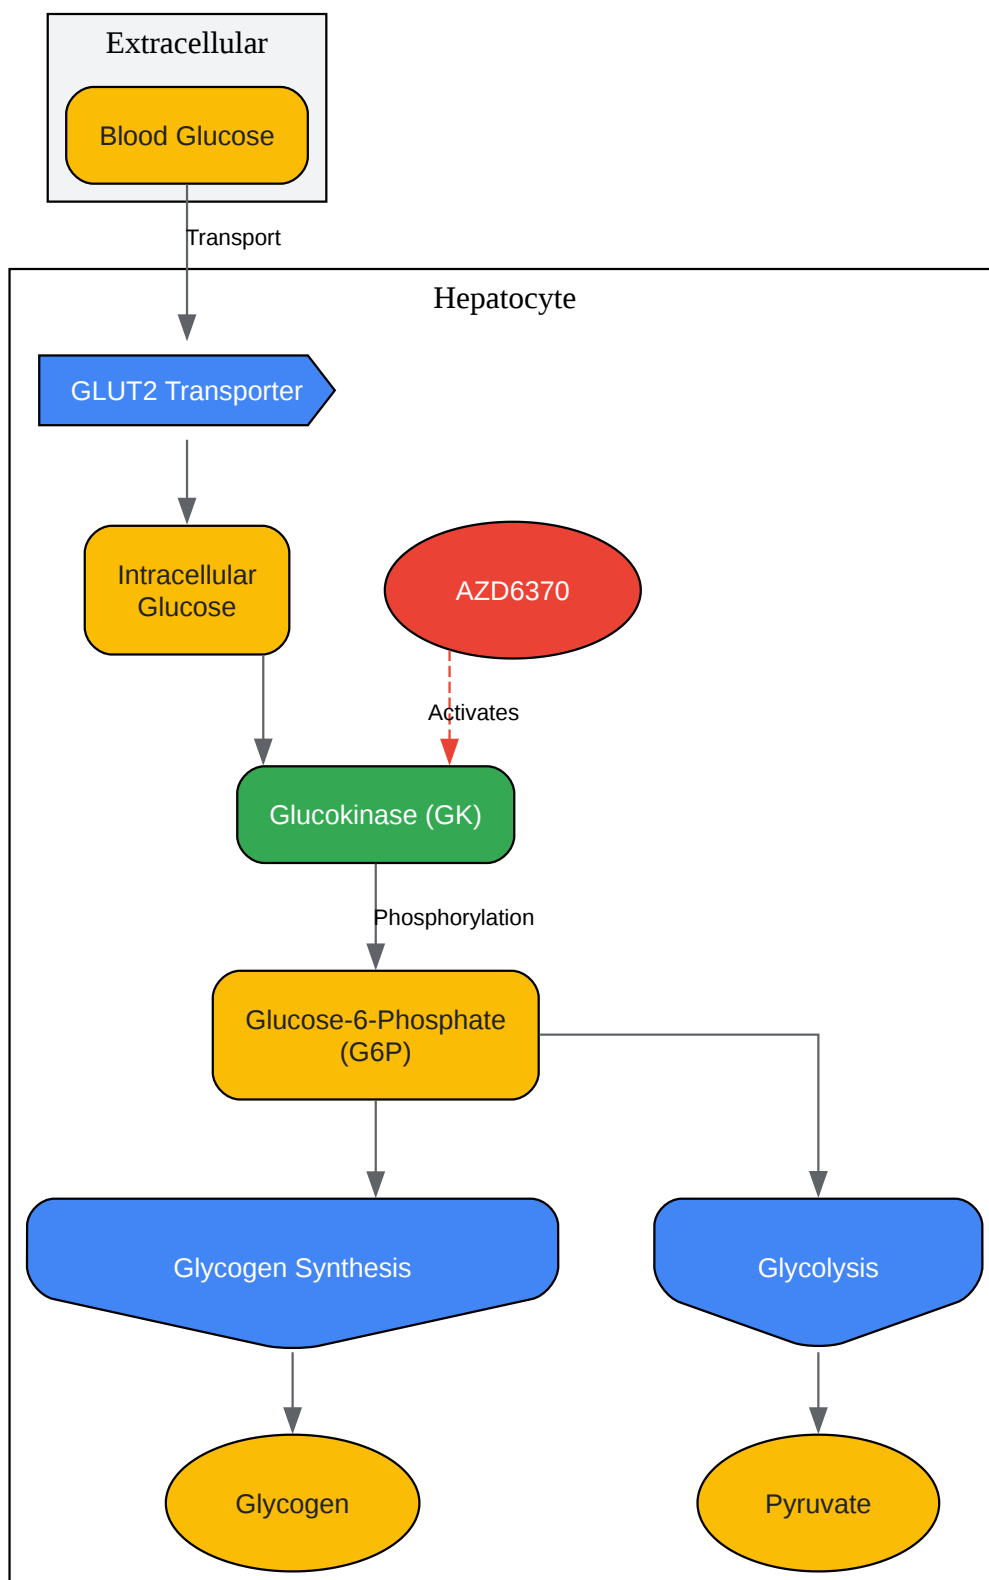 Extracellular
Blood Glucose
Transport
Hepatocyte
GLUT2 Transporter
Intracellular
Glucose
AZD6370
Activates
Glucokinase (GK)
Phosphorylation
Glucose-6-Phosphate
(G6P)
Glycogen Synthesis
Glycolysis
Glycogen
Pyruvate